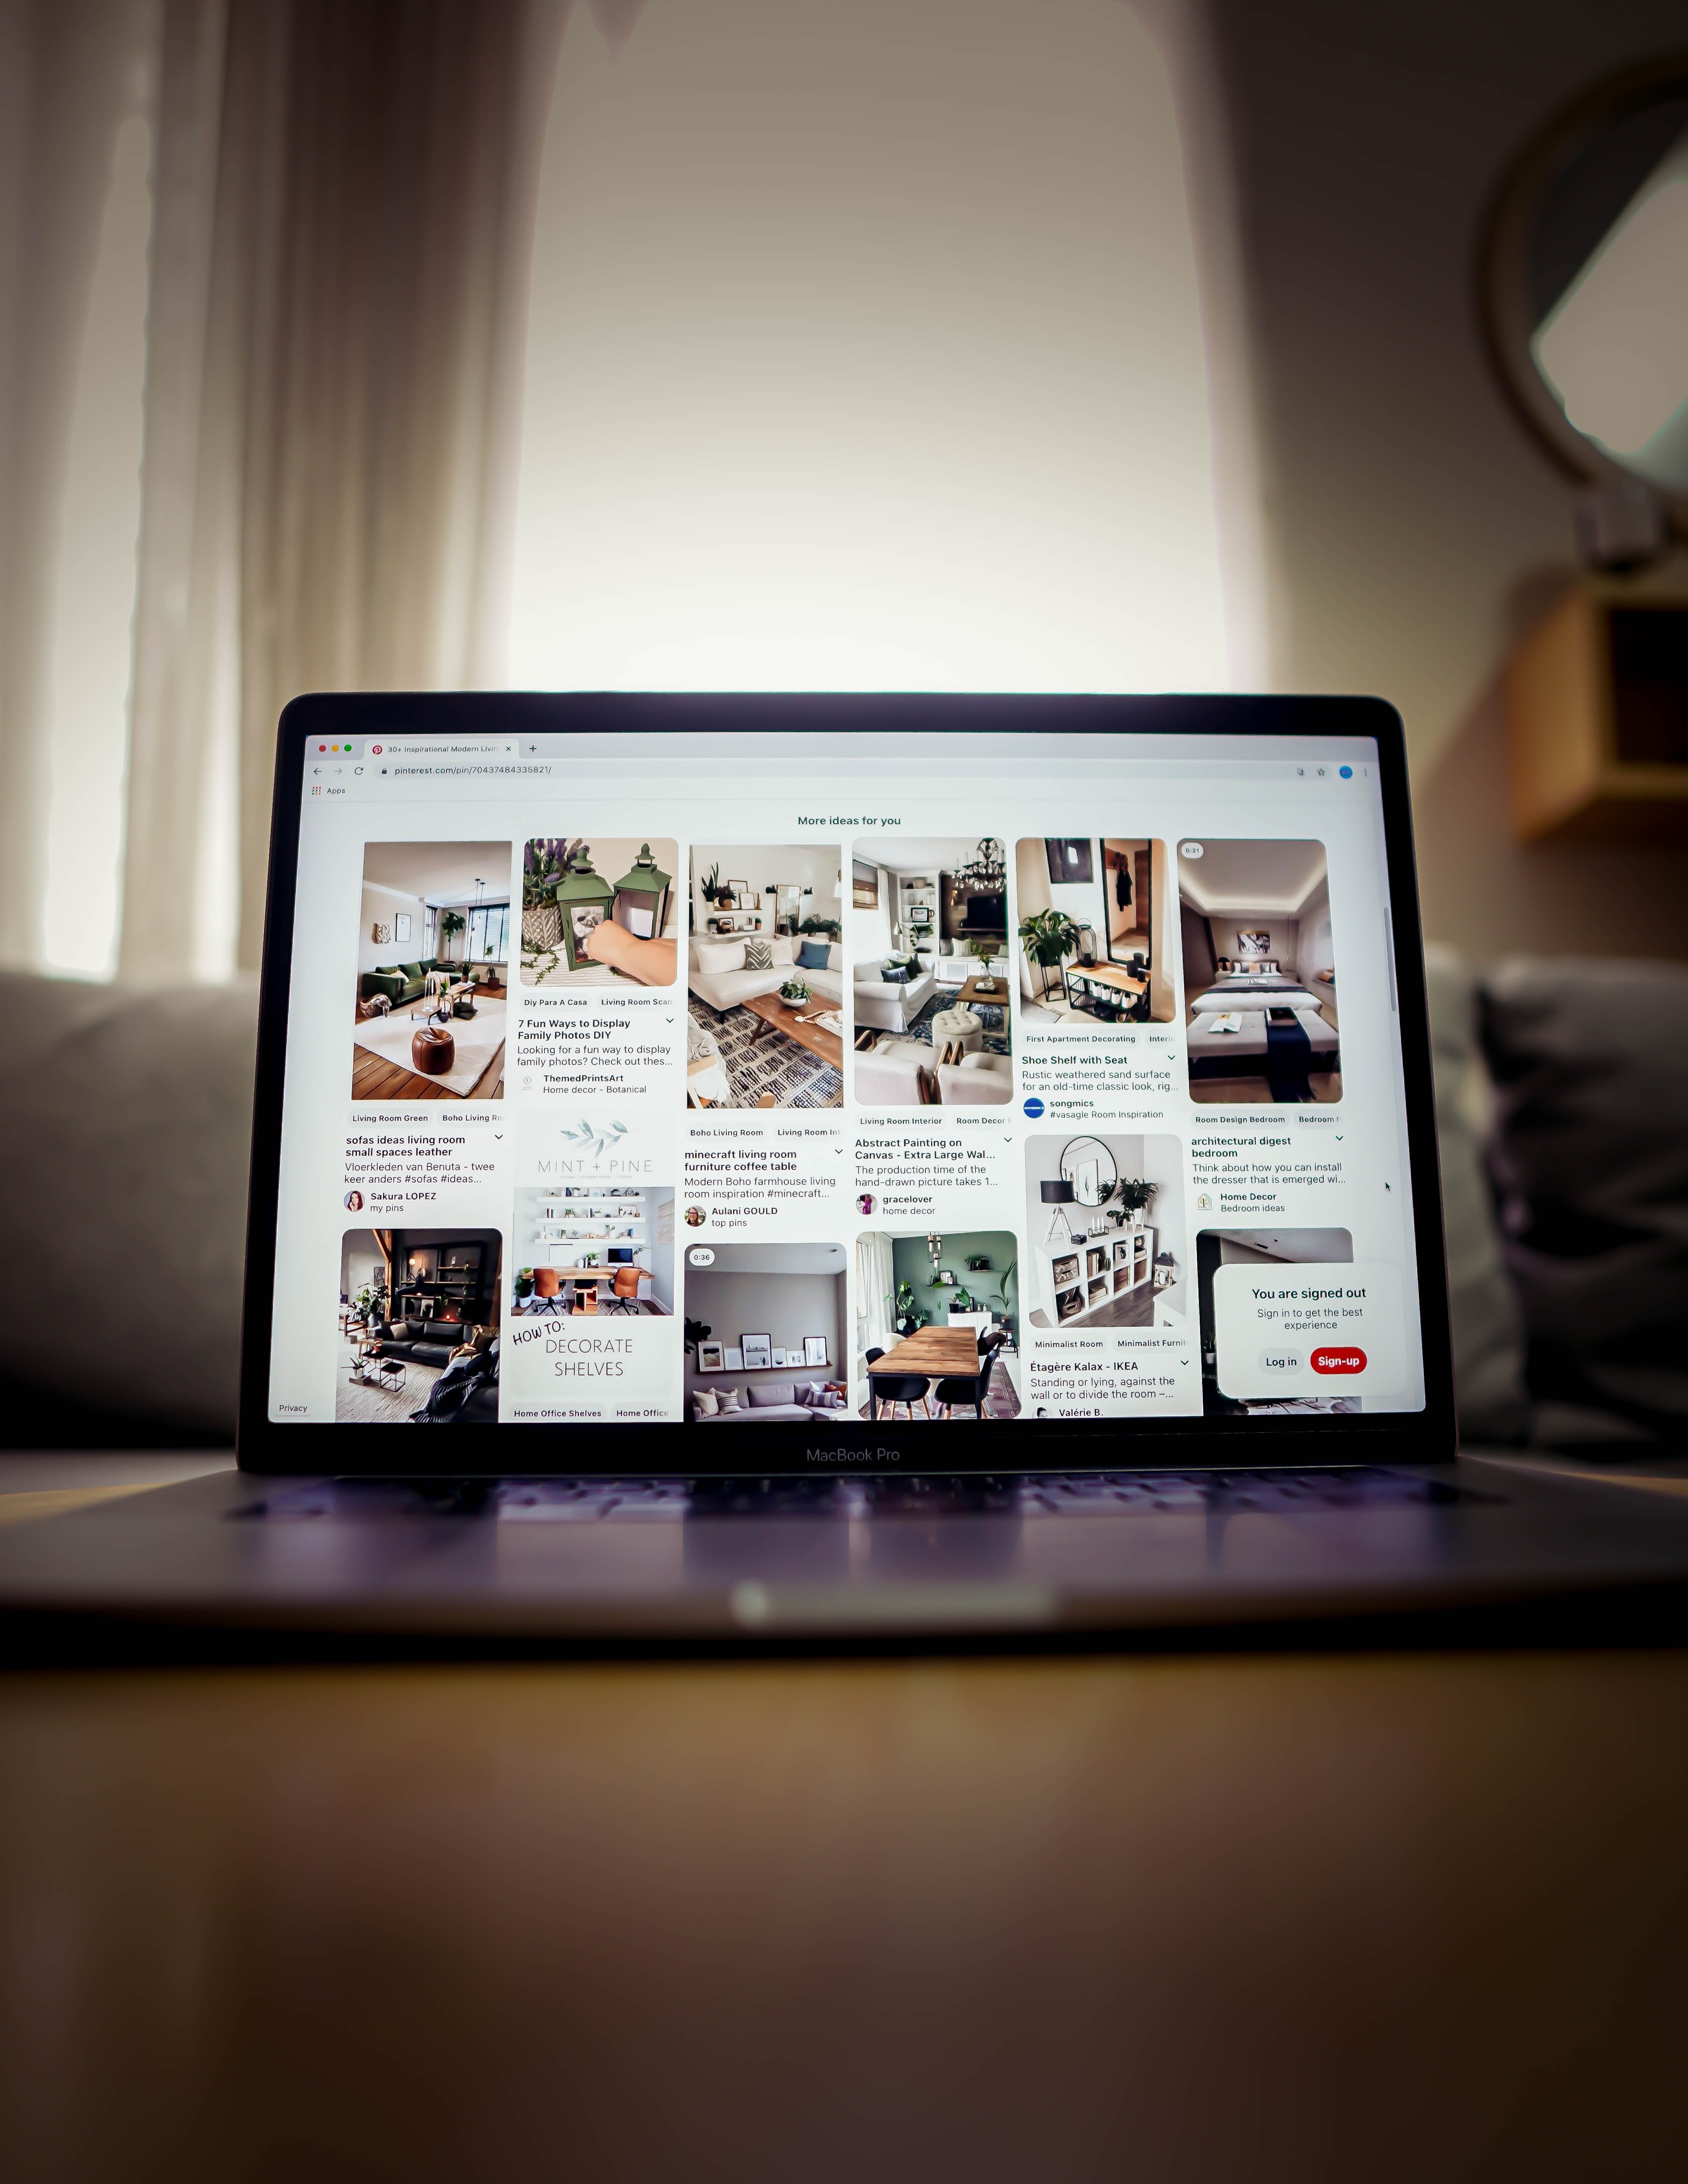 30+ Inspirational Modern Livin
pinterest.com/pin/70437484335821/
Apps
More ideas for you
Living Room Green Boho Living Ro
sofas ideas living room
small spaces leather
Vloerkleden van Benuta - twee
keer anders #sofas #ideas...
Sakura LOPEZ
my pins
Diy Para A Casa Living Room Scan
7 Fun Ways to Display
Family Photos DIY
Looking for a fun way to display
family photos? Check out thes...
ThemedPrintsArt
Home decor - Botanical
MINT + PINE
HOW TO:
DECORATE
SHELVES
Home Office Shelves Home Office
Boho Living Room Living Room Int
minecraft living room
furniture coffee table
Modern Boho farmhouse living
room inspiration #minecraft...
Aulani GOULD
top pins
0:36
Living Room Interior Room Decor
Abstract Painting on
Canvas - Extra Large Wal...
The production time of the
hand-drawn picture takes 1...
gracelover
home decor
First Apartment Decorating Interi
Shoe Shelf with Seat
Rustic weathered sand surface
for an old-time classic look, rig...
songmics
#vasagle Room Inspiration
Minimalist Room Minimalist Furnit
Étagère Kalax - IKEA
Standing or lying, against the
wall or to divide the room –...
Valérie B.
0:31
Room Design Bedroom Bedroom
architectural digest
bedroom
Think about how you can install
the dresser that is emerged wi...
Home Decor
Bedroom ideas
You are signed out
Sign in to get the best
experience
Log in Sign-up
Privacy
MacBook Pro